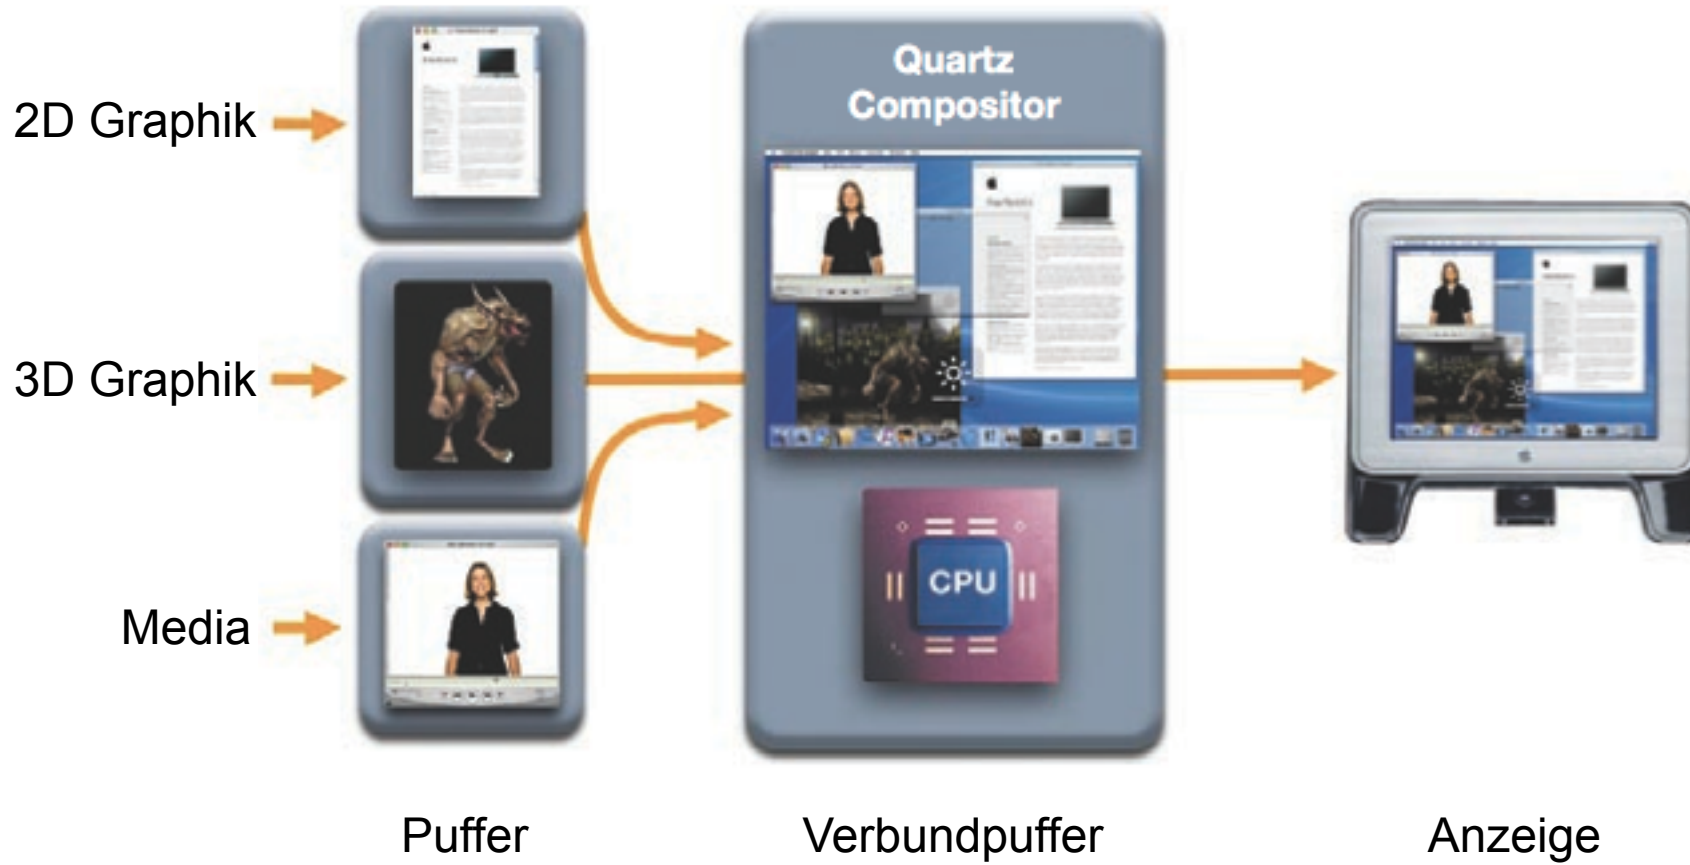 Quartz
Compositor
2D Graphik
3D Graphik
CPU
Media
Puffer
Verbundpuffer
Anzeige